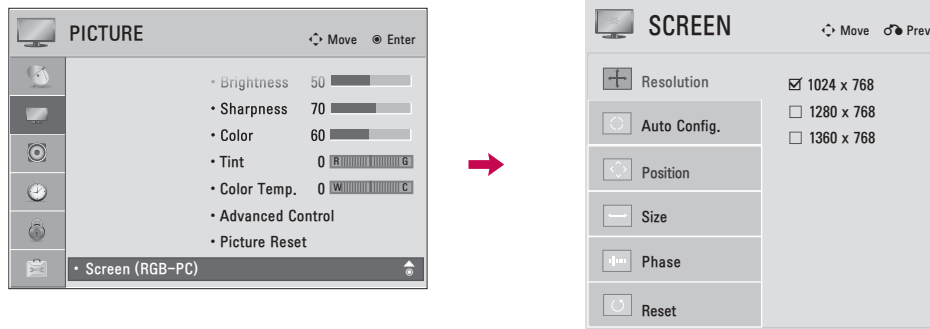 PICTURE
Move Enter
• Brightness 50
• Sharpness 70
• Color 60
• Tint 0 R G
• Color Temp. 0 W C
• Advanced Control
• Picture Reset
• Screen (RGB-PC)
SCREEN
Move Prev
Resolution
Auto Config.
Position
Size
Phase
Reset
☑ 1024 x 768
☐ 1280 x 768
☐ 1360 x 768